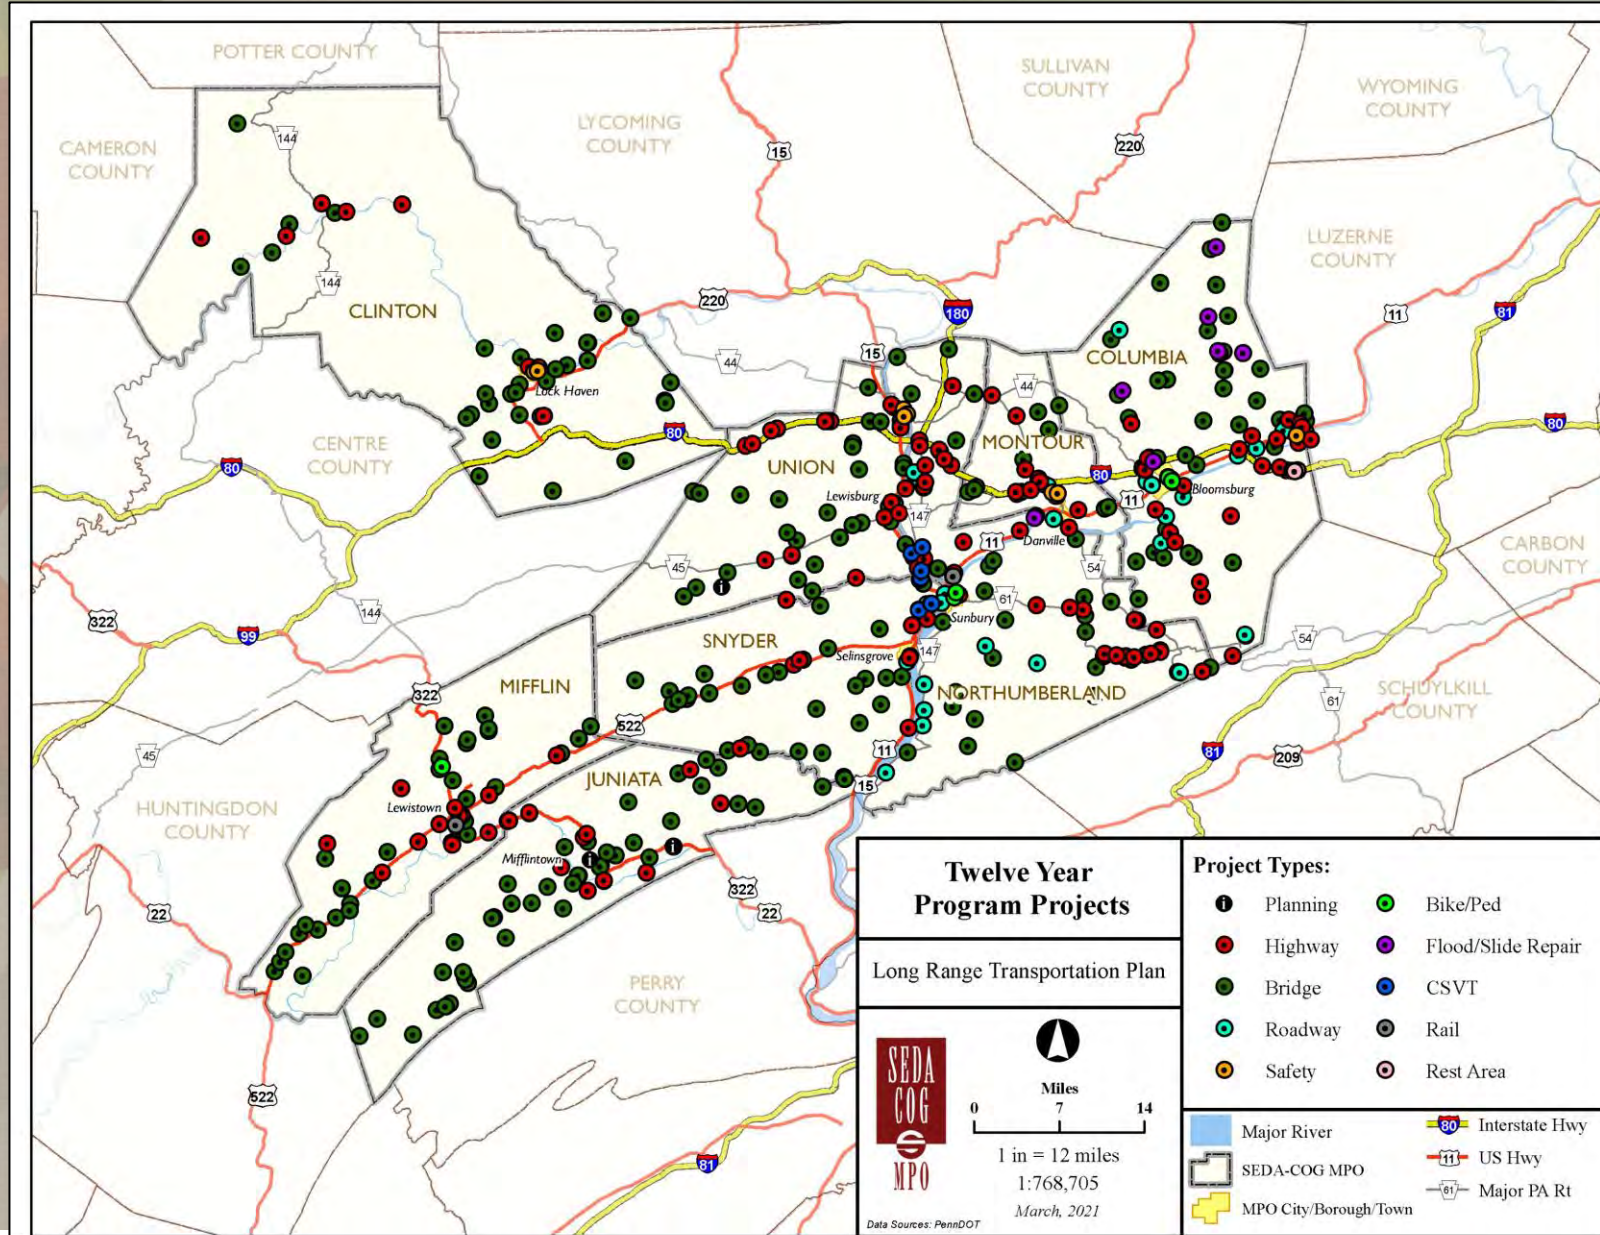 POTTER COUNTY
SULLIVAN
COUNTY
WYOMING
COUNTY
LYCOMING
COUNTY
CAMERON
COUNTY
144
15
220
LUZERNE
COUNTY
144
CLINTON
220
180
11
81
15
44
COLUMBIA
44
Lock Haven
CENTRE
COUNTY
80
80
80
MONTOUR
UNION
80
11
Bloomsburg
Lewisburg
147
11
Danville
CARBON
COUNTY
45
54
144
61
322
99
Sunbury
SNYDER
54
147
Selinsgrove
MIFFLIN
322
NORTHUMBERLAND
SCHUYLKILL
COUNTY
61
522
45
11
81
209
JUNIATA
15
HUNTINGDON
COUNTY
Lewistown
Mifflintown
322
22
22
PERRY
COUNTY
522
81
Twelve Year
Program Projects
Long Range Transportation Plan
SEDA
COG
MPO
Miles
0 7 14
1 in = 12 miles
1:768,705
March, 2021
Data Sources: PennDOT
Project Types:
i Planning
Highway
Bridge
Roadway
Safety
Bike/Ped
Flood/Slide Repair
CSVT
Rail
Rest Area
Major River
SEDA-COG MPO
MPO City/Borough/Town
80 Interstate Hwy
11 US Hwy
61 Major PA Rt